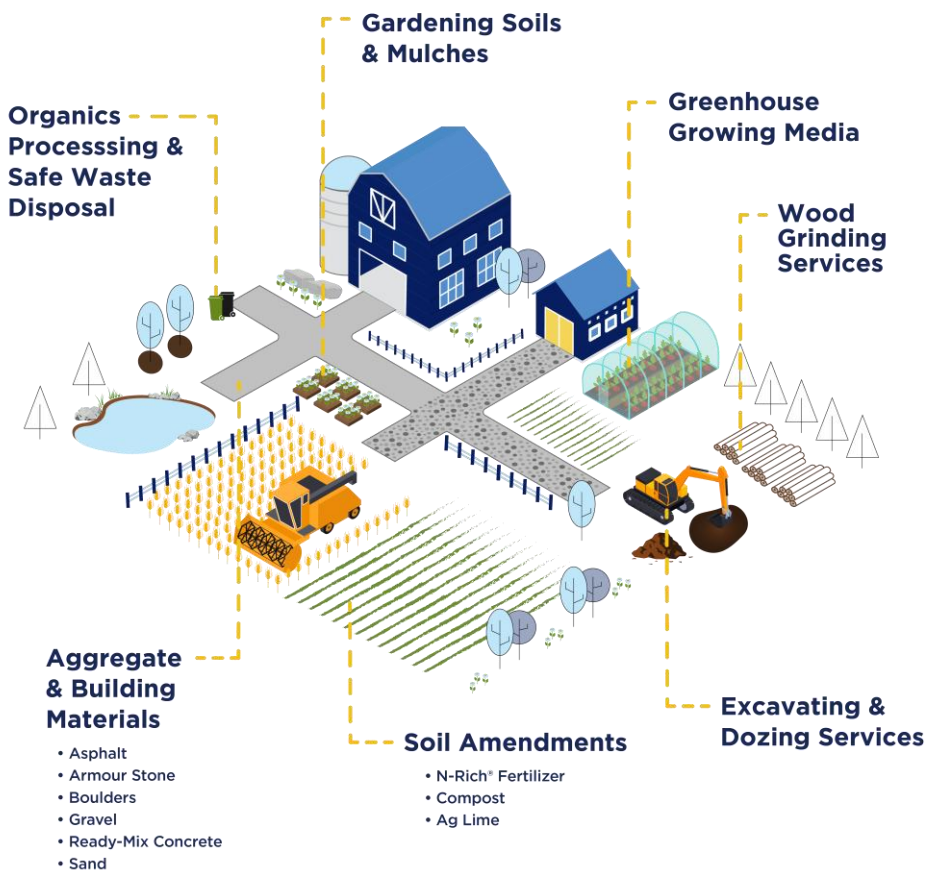 Gardening Soils
& Mulches
Organics
Processsing &
Safe Waste
Disposal
Greenhouse
Growing Media
Wood
Grinding
Services
Aggregate
& Building
Materials
• Asphalt
• Armour Stone
• Boulders
• Gravel
• Ready-Mix Concrete
• Sand
Soil Amendments
• N-Rich® Fertilizer
• Compost
• Ag Lime
Excavating &
Dozing Services